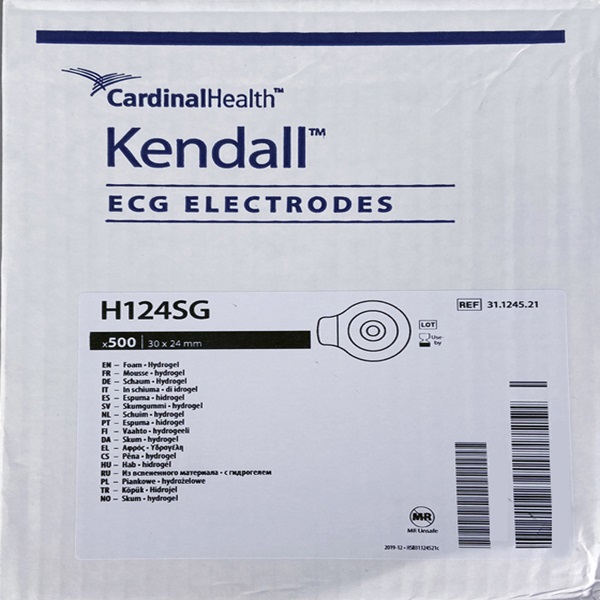 CardinalHealth™
Kendall™
ECG ELECTRODES
H124SG
REF 31.1245.21
x500 | 30 x 24 mm
LOT
Use by
EN – Foam - Hydrogel
FR – Mousse - hydrogel
DE – Schaum - Hydrogel
IT – In schiuma - di idrogel
ES – Espuma - hidrogel
SV – Skumgummi - hydrogel
NL – Schuim - hydrogel
PT – Espuma - hidrogel
FI – Vaahto - hydrogeeli
DA – Skum - hydrogel
EL – Αφρός - Υδρογέλη
CS – Pěna - hydrogel
HU – Hab - hidrogél
RU – Из вспененного материала - с гидрогелем
PL – Piankowe - hydrożelowe
TR – Köpük - Hidrojel
NO – Skum - hydrogel
MR
MR Unsafe
2019-12 - HSB31124521c